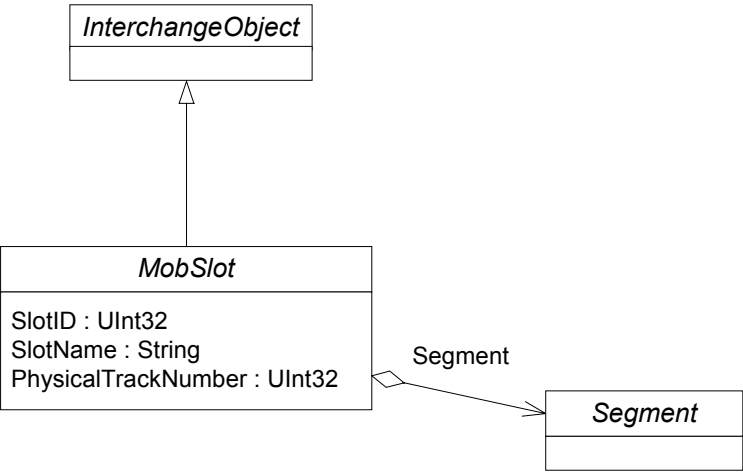 InterchangeObject
MobSlot
SlotID : UInt32
SlotName : String
PhysicalTrackNumber : UInt32
Segment
Segment